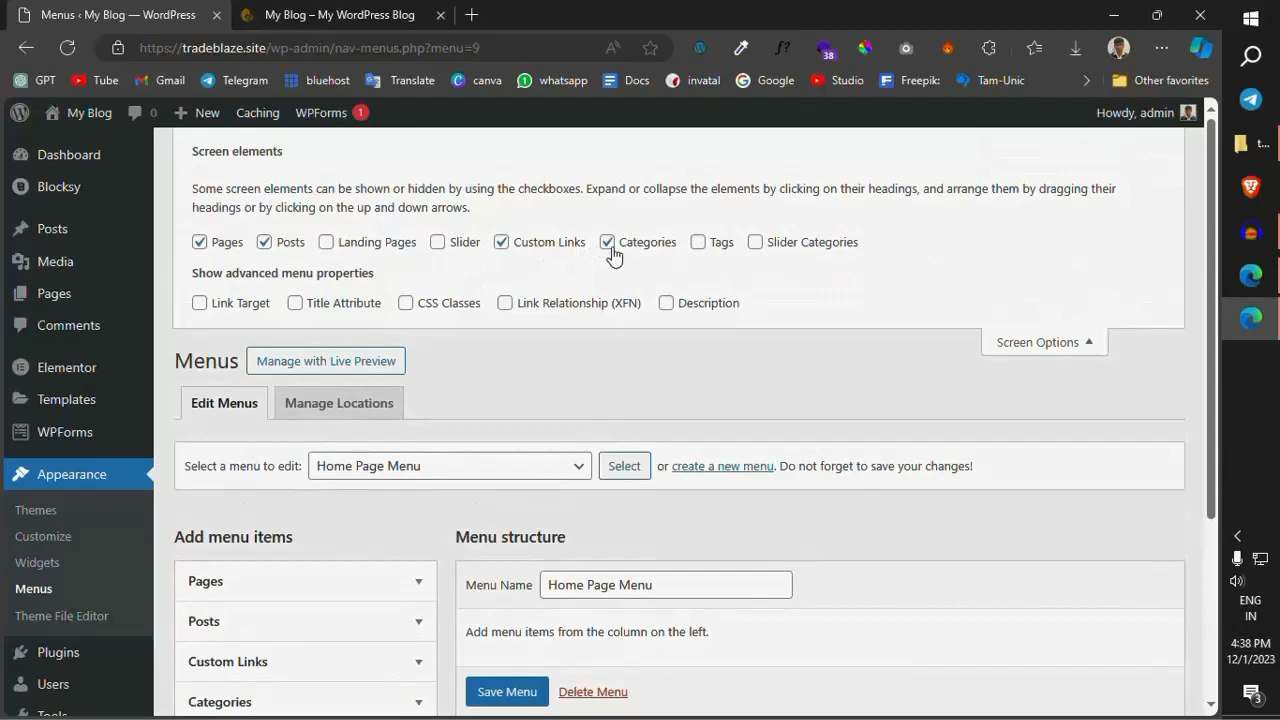 Menus ‹ My Blog — WordPress
My Blog – My WordPress Blog
https://tradeblaze.site/wp-admin/nav-menus.php?menu=9
38
GPT
Tube
Gmail
Telegram
bluehost
Translate
canva
whatsapp
Docs
invatal
Google
Studio
Freepik:
Tam-Unic
Other favorites
My Blog
0
New
Caching
WPForms 1
Howdy, admin
Dashboard
Blocksy
Posts
Media
Pages
Comments
Elementor
Templates
WPForms
Appearance
Themes
Customize
Widgets
Menus
Theme File Editor
Plugins
Users
Tools
Screen elements
Some screen elements can be shown or hidden by using the checkboxes. Expand or collapse the elements by clicking on their headings, and arrange them by dragging their
headings or by clicking on the up and down arrows.
Pages Posts Landing Pages Slider Custom Links Categories Tags Slider Categories
Show advanced menu properties
Link Target Title Attribute CSS Classes Link Relationship (XFN) Description
Screen Options
Menus Manage with Live Preview
Edit Menus Manage Locations
Select a menu to edit: Home Page Menu Select or create a new menu. Do not forget to save your changes!
Add menu items
Pages
Posts
Custom Links
Categories
Menu structure
Menu Name Home Page Menu
Add menu items from the column on the left.
Save Menu Delete Menu
t...
ENG
IN
4:38 PM
12/1/2023
3